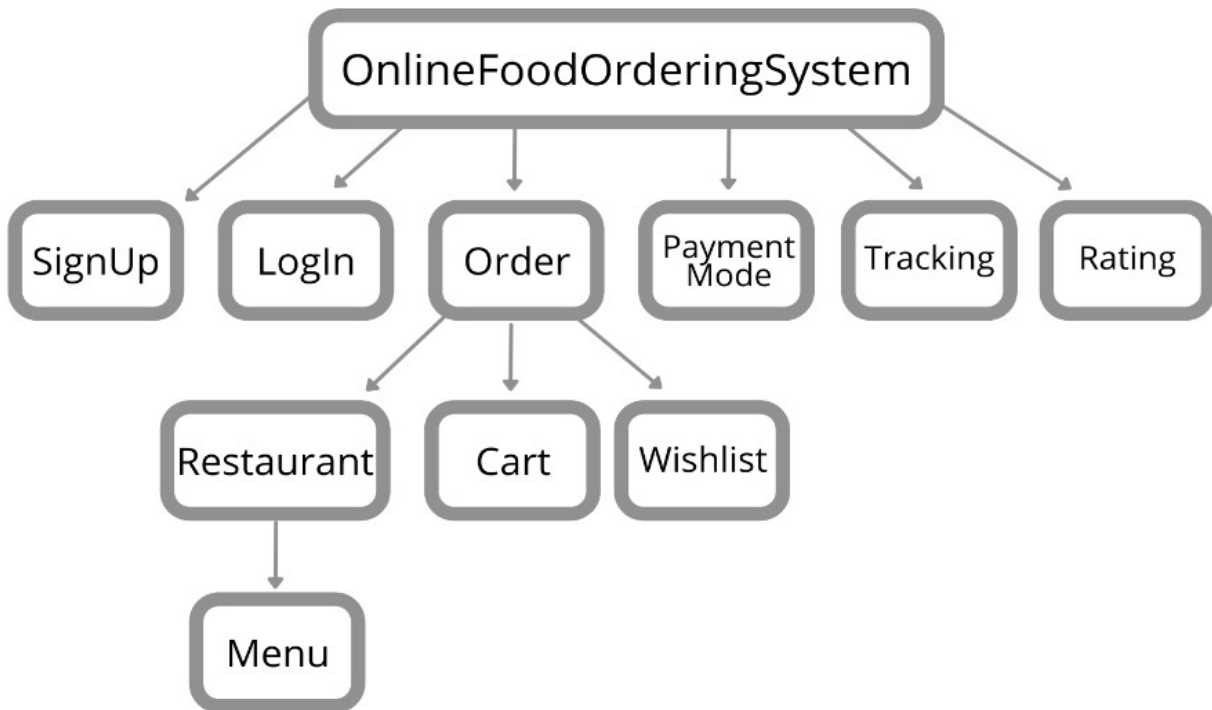 OnlineFoodOrderingSystem
SignUp
LogIn
Order
Payment
Mode
Tracking
Rating
Restaurant
Cart
Wishlist
Menu